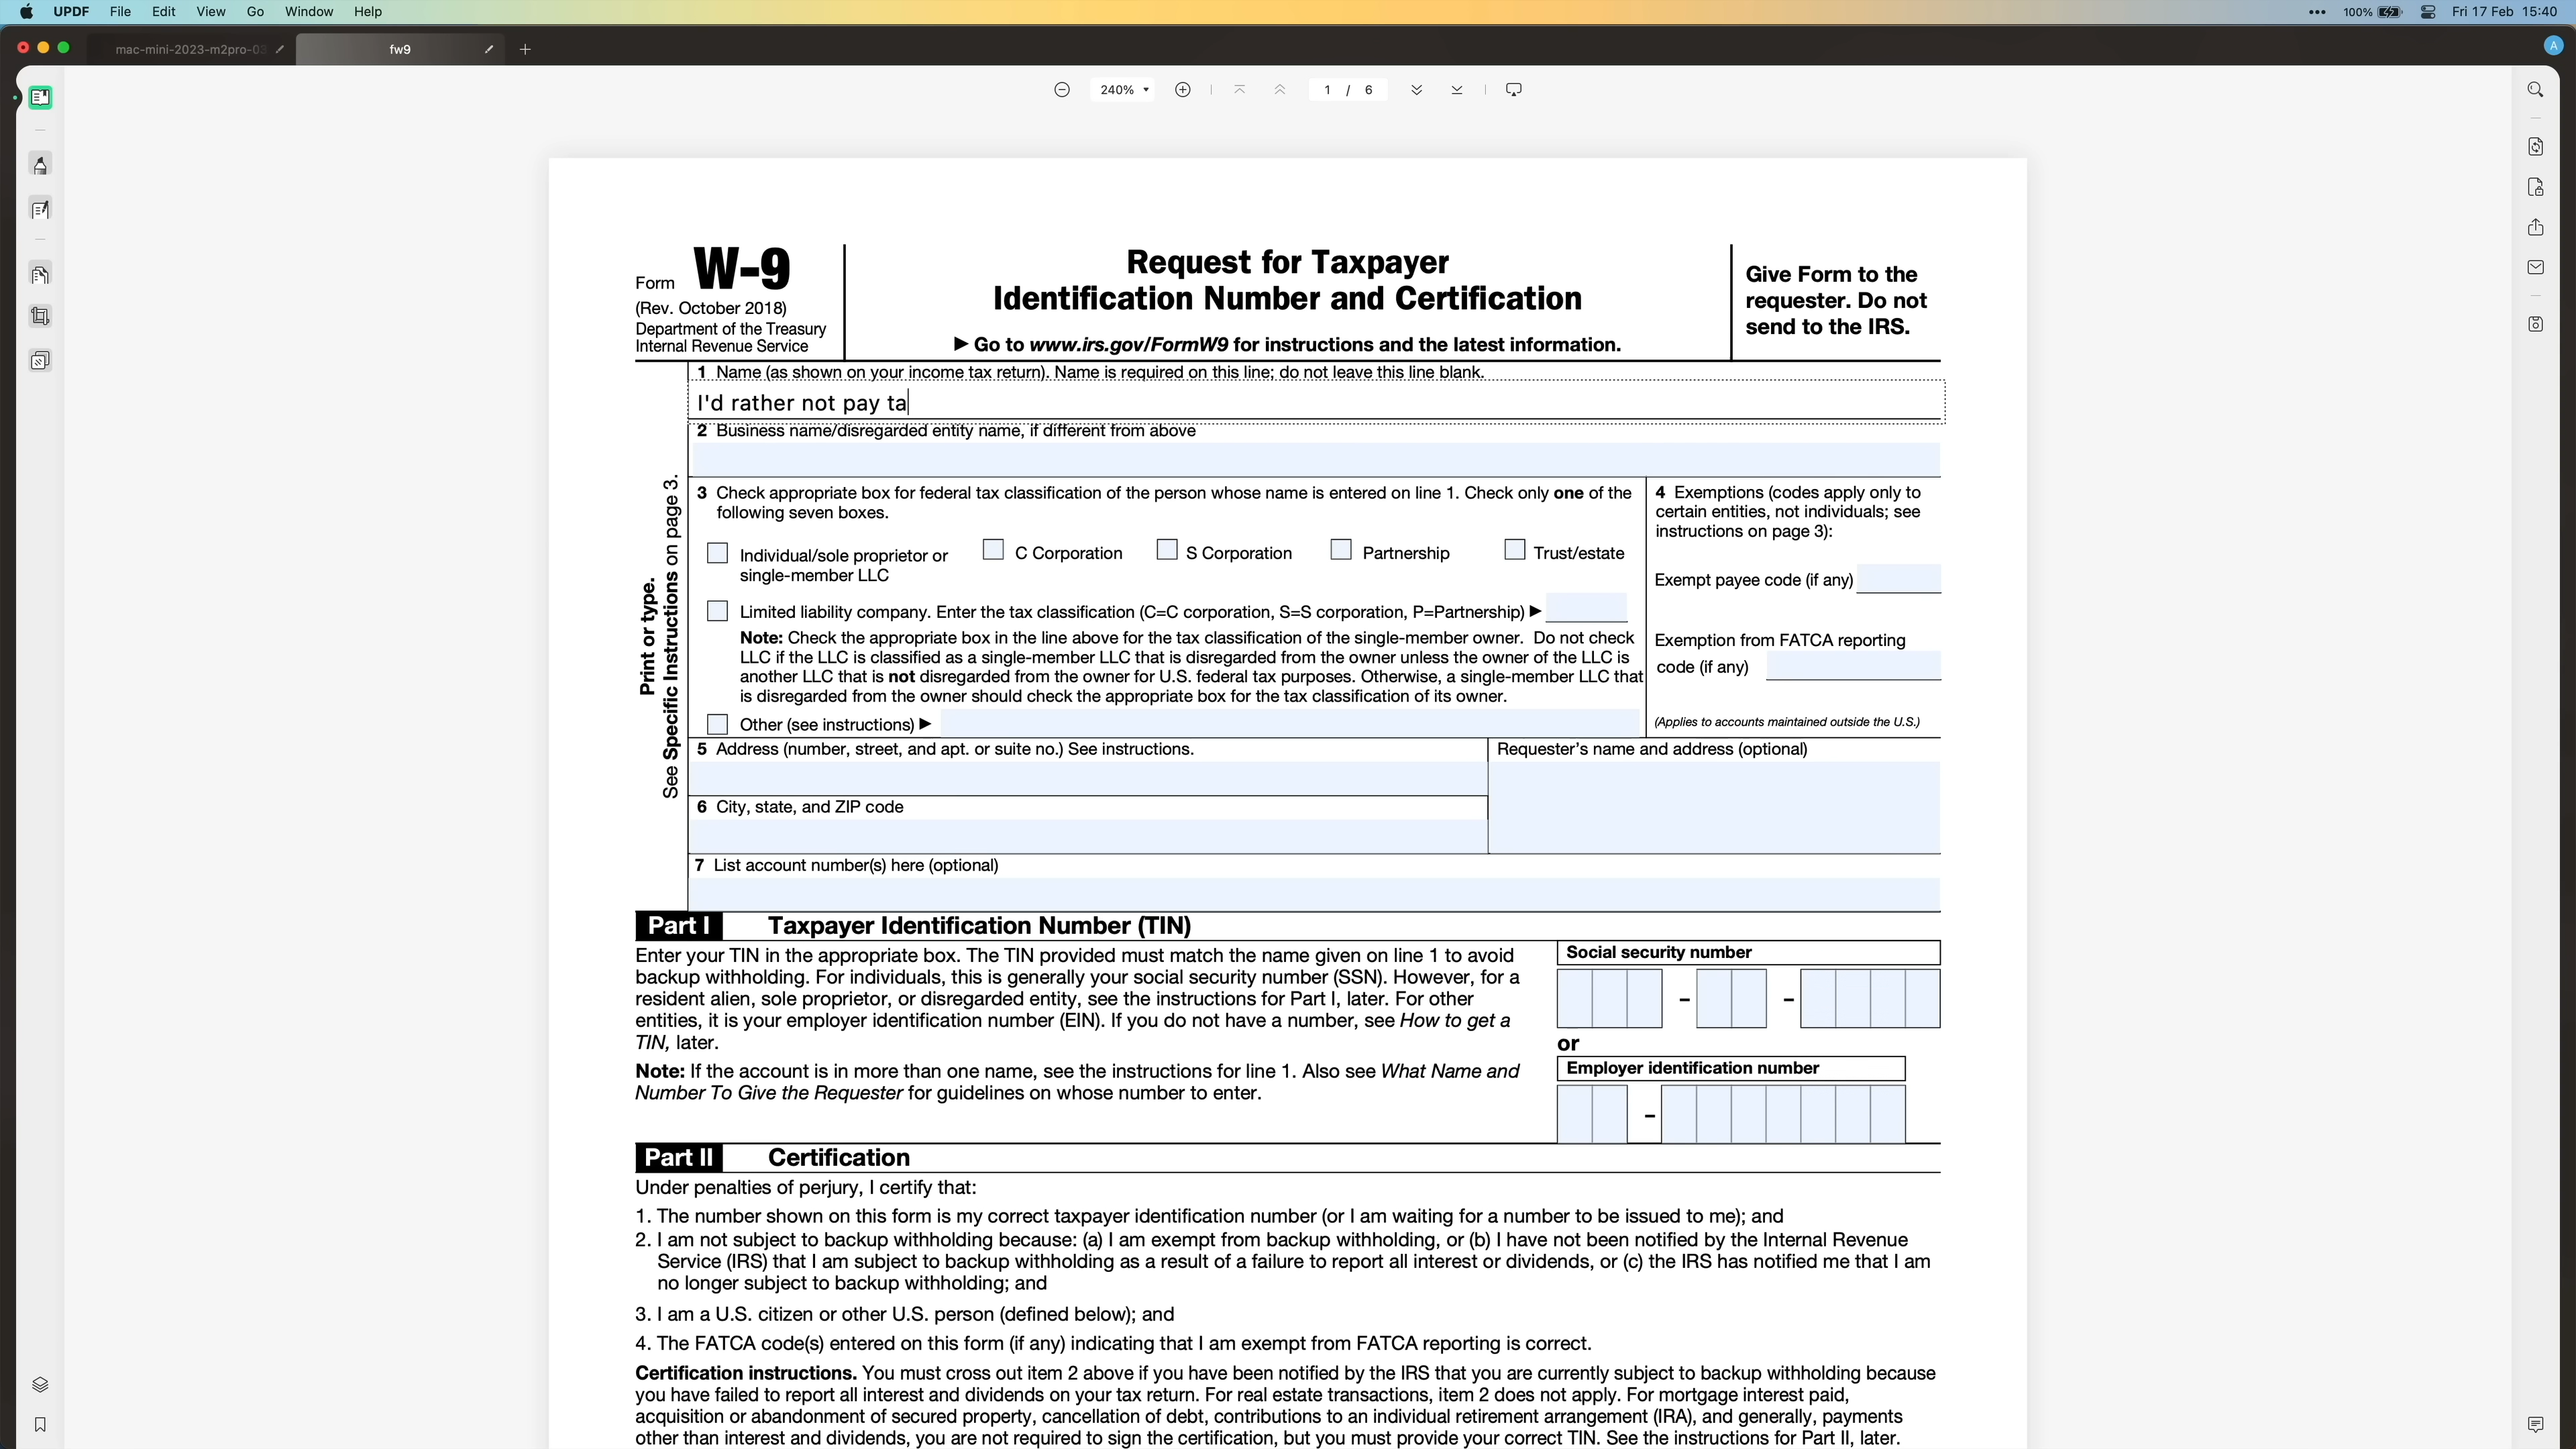 UPDF File Edit View Go Window Help
100% Fri 17 Feb 15:40
mac-mini-2023-m2pro-03
fw9
A
240% 1 / 6
Form W-9
(Rev. October 2018)
Department of the Treasury
Internal Revenue Service
Request for Taxpayer
Identification Number and Certification
▶ Go to www.irs.gov/FormW9 for instructions and the latest information.
Give Form to the
requester. Do not
send to the IRS.
Print or type.
See Specific Instructions on page 3.
1 Name (as shown on your income tax return). Name is required on this line; do not leave this line blank.
I'd rather not pay ta
2 Business name/disregarded entity name, if different from above
3 Check appropriate box for federal tax classification of the person whose name is entered on line 1. Check only one of the
following seven boxes.
Individual/sole proprietor or
single-member LLC
C Corporation
S Corporation
Partnership
Trust/estate
Limited liability company. Enter the tax classification (C=C corporation, S=S corporation, P=Partnership) ▶
Note: Check the appropriate box in the line above for the tax classification of the single-member owner. Do not check
LLC if the LLC is classified as a single-member LLC that is disregarded from the owner unless the owner of the LLC is
another LLC that is not disregarded from the owner for U.S. federal tax purposes. Otherwise, a single-member LLC that
is disregarded from the owner should check the appropriate box for the tax classification of its owner.
Other (see instructions) ▶
4 Exemptions (codes apply only to
certain entities, not individuals; see
instructions on page 3):
Exempt payee code (if any)
Exemption from FATCA reporting
code (if any)
(Applies to accounts maintained outside the U.S.)
5 Address (number, street, and apt. or suite no.) See instructions.
Requester's name and address (optional)
6 City, state, and ZIP code
7 List account number(s) here (optional)
Part I Taxpayer Identification Number (TIN)
Enter your TIN in the appropriate box. The TIN provided must match the name given on line 1 to avoid
backup withholding. For individuals, this is generally your social security number (SSN). However, for a
resident alien, sole proprietor, or disregarded entity, see the instructions for Part I, later. For other
entities, it is your employer identification number (EIN). If you do not have a number, see How to get a
TIN, later.
Note: If the account is in more than one name, see the instructions for line 1. Also see What Name and
Number To Give the Requester for guidelines on whose number to enter.
Social security number
– –
or
Employer identification number
–
Part II Certification
Under penalties of perjury, I certify that:
1. The number shown on this form is my correct taxpayer identification number (or I am waiting for a number to be issued to me); and
2. I am not subject to backup withholding because: (a) I am exempt from backup withholding, or (b) I have not been notified by the Internal Revenue
Service (IRS) that I am subject to backup withholding as a result of a failure to report all interest or dividends, or (c) the IRS has notified me that I am
no longer subject to backup withholding; and
3. I am a U.S. citizen or other U.S. person (defined below); and
4. The FATCA code(s) entered on this form (if any) indicating that I am exempt from FATCA reporting is correct.
Certification instructions. You must cross out item 2 above if you have been notified by the IRS that you are currently subject to backup withholding because
you have failed to report all interest and dividends on your tax return. For real estate transactions, item 2 does not apply. For mortgage interest paid,
acquisition or abandonment of secured property, cancellation of debt, contributions to an individual retirement arrangement (IRA), and generally, payments
other than interest and dividends, you are not required to sign the certification, but you must provide your correct TIN. See the instructions for Part II, later.